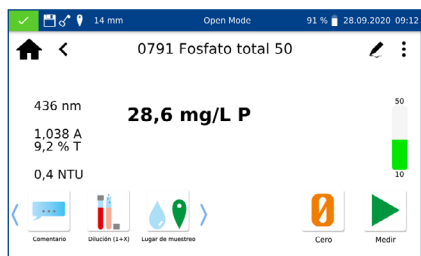 14 mm Open Mode 91 % 28.09.2020 09:12
0791 Fosfato total 50
436 nm
28,6 mg/L P
50
1,038 A
9,2 % T
0,4 NTU
10
Comentario Dilución (1+X) Lugar de muestreo Cero Medir